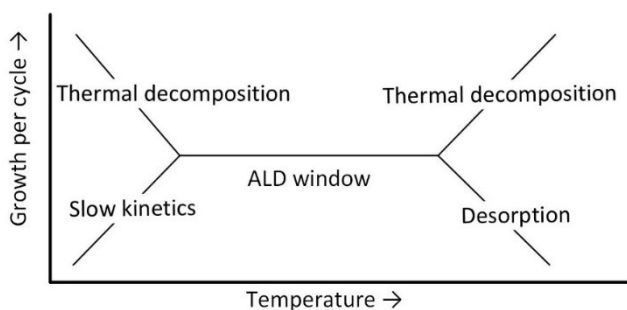 Growth per cycle →
Thermal decomposition
Thermal decomposition
ALD window
Slow kinetics
Desorption
Temperature →